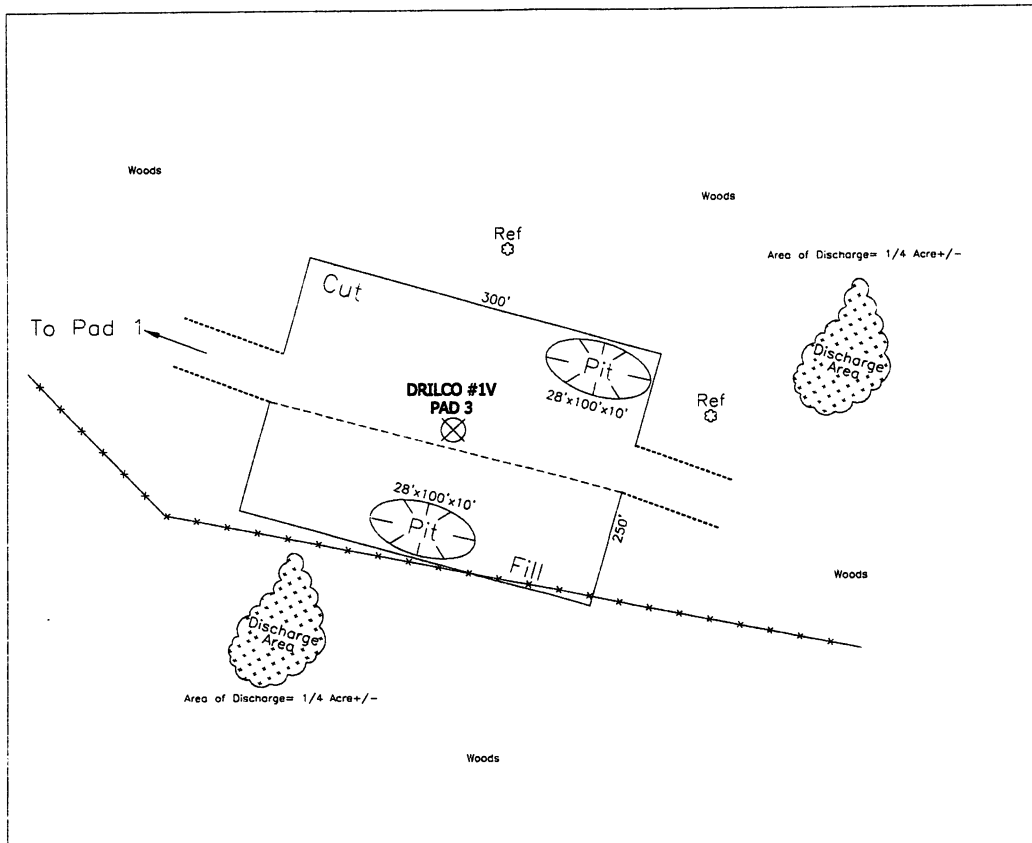 Woods
Woods
Ref
Area of Discharge= 1/4 Acre+/-
Cut
300'
To Pad 1
Pit
Discharge
Area
28'x100'x10'
DRILCO #1V
PAD 3
Ref
28'x100'x10'
Pit
250'
Fill
Woods
Discharge
Area
Area of Discharge= 1/4 Acre+/-
Woods